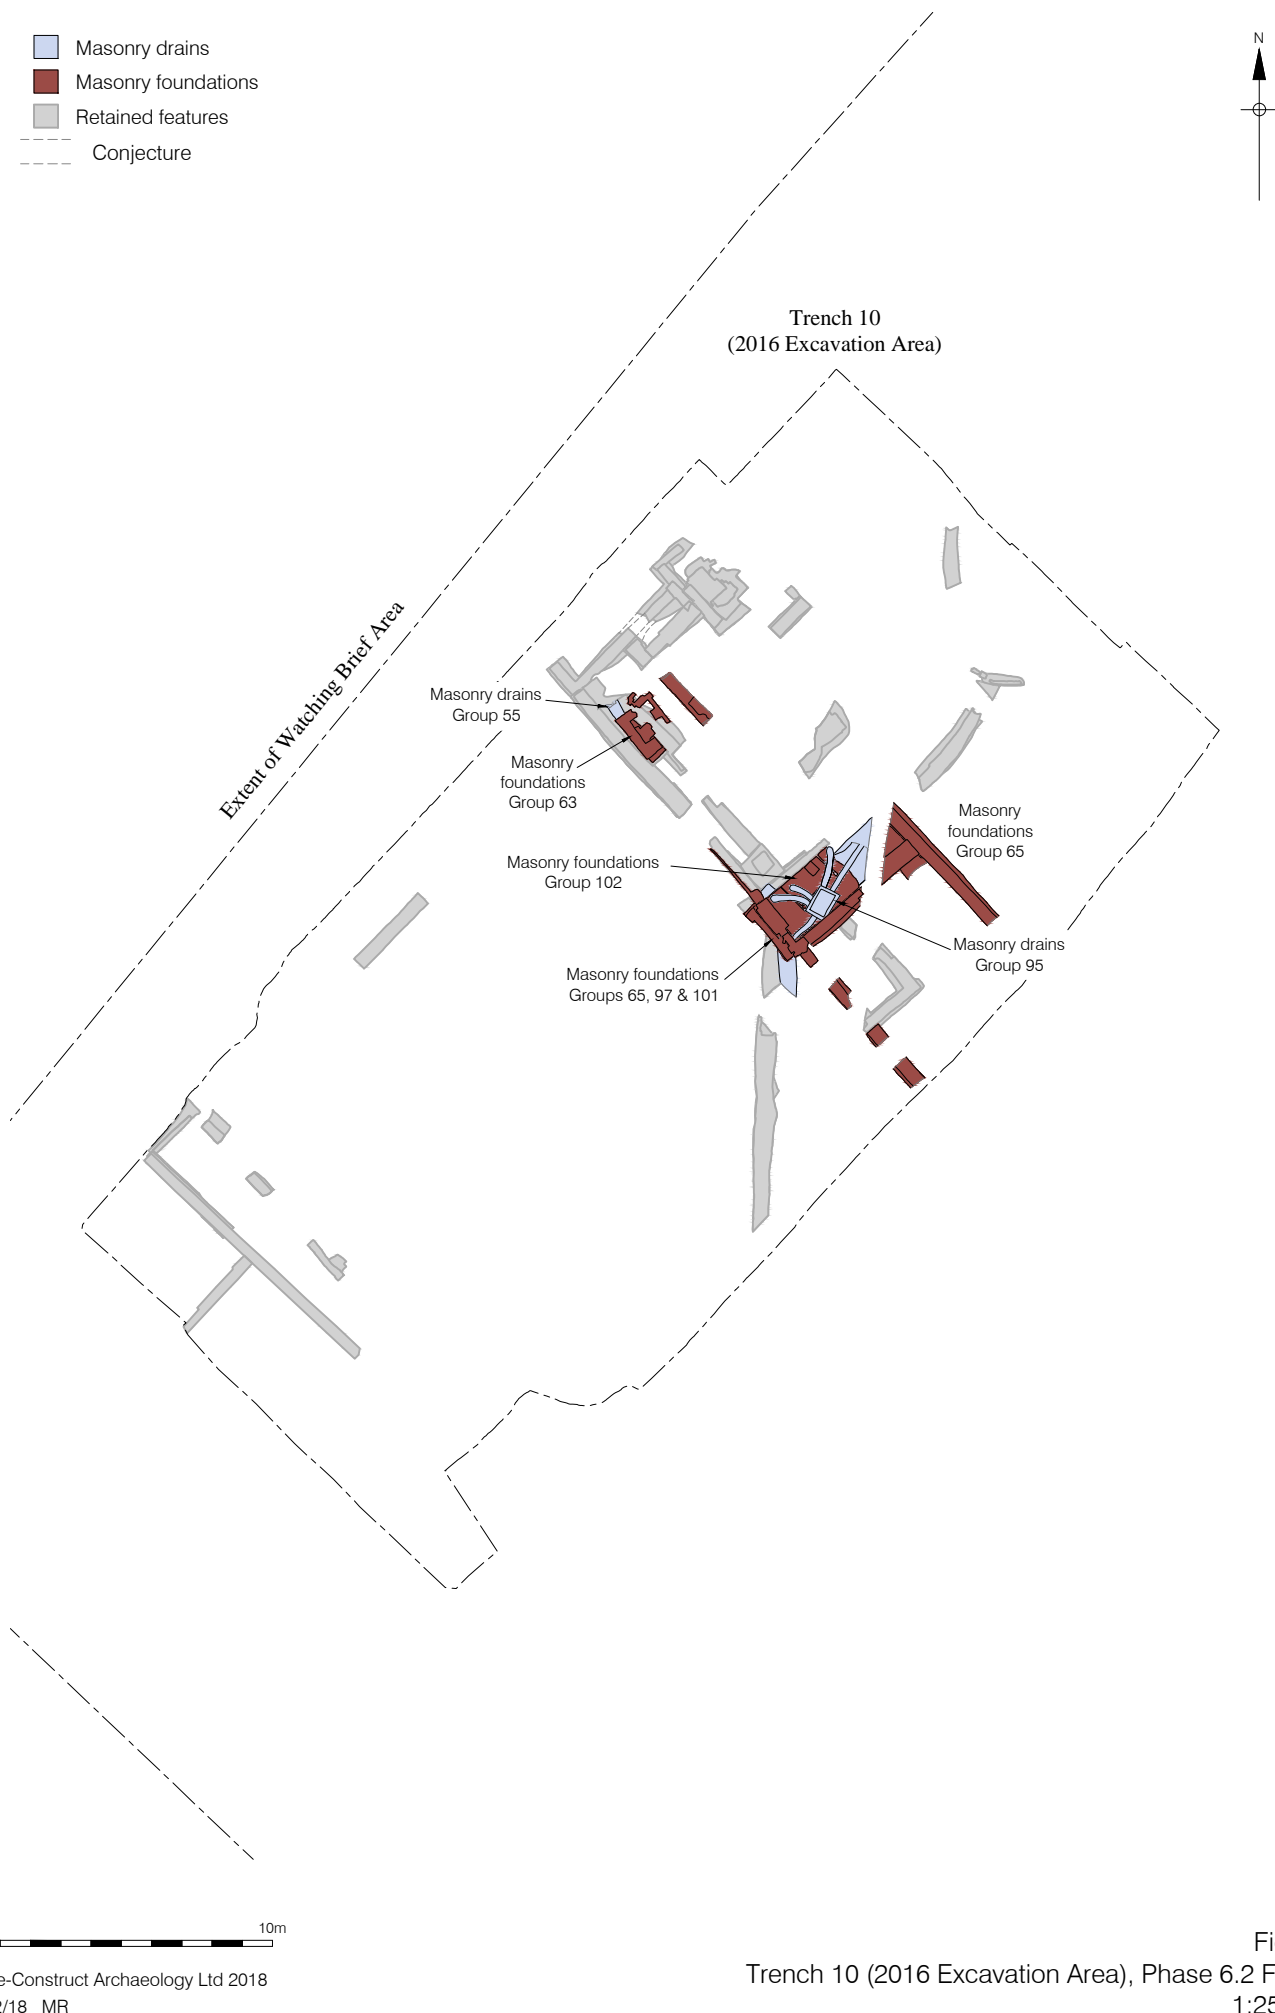 Masonry drains
Masonry foundations
Retained features
Conjecture
N
Trench 10
(2016 Excavation Area)
Extent of Watching Brief Area
Masonry drains
Group 55
Masonry
foundations
Group 63
Masonry
foundations
Group 65
Masonry foundations
Group 102
Masonry drains
Group 95
Masonry foundations
Groups 65, 97 & 101
10m
e-Construct Archaeology Ltd 2018
2/18 MR
Trench 10 (2016 Excavation Area), Phase 6.2 F
1:25